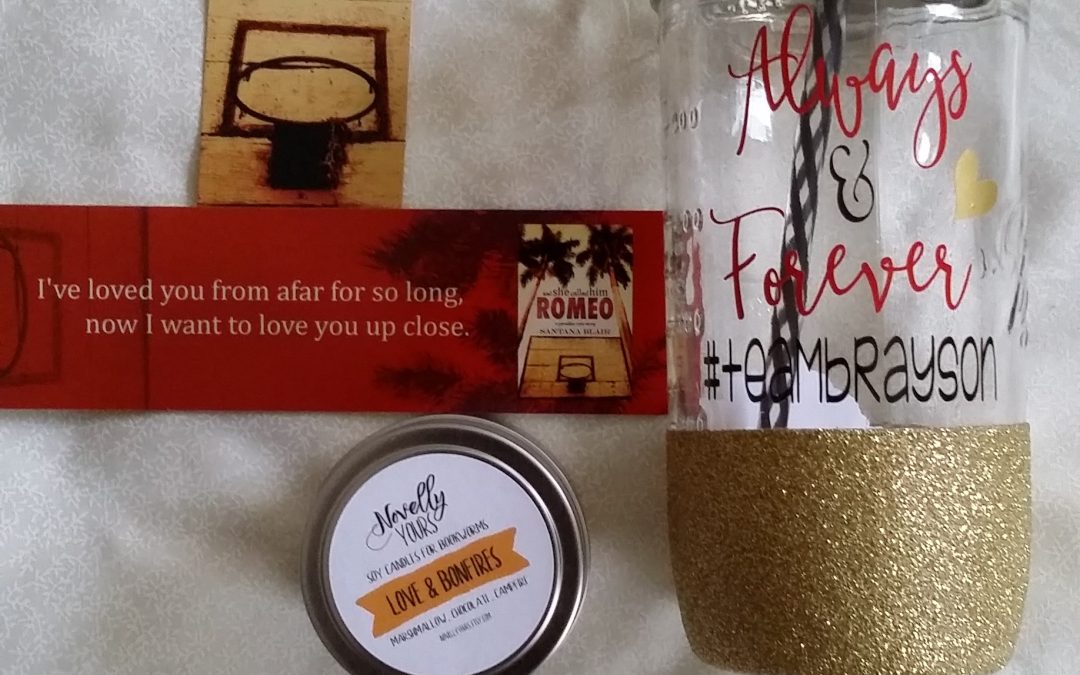 I've loved you from afar for so long,
now I want to love you up close.
she called him
ROMEO
SANTANA BLAIR
Always
&
Forever
#teambrayson
Novelly
YOURS
SOY CANDLES FOR BOOKWORMS
LOVE & BONFIRES
MARSHMALLOW . CHOCOLATE . CAMPFIRE